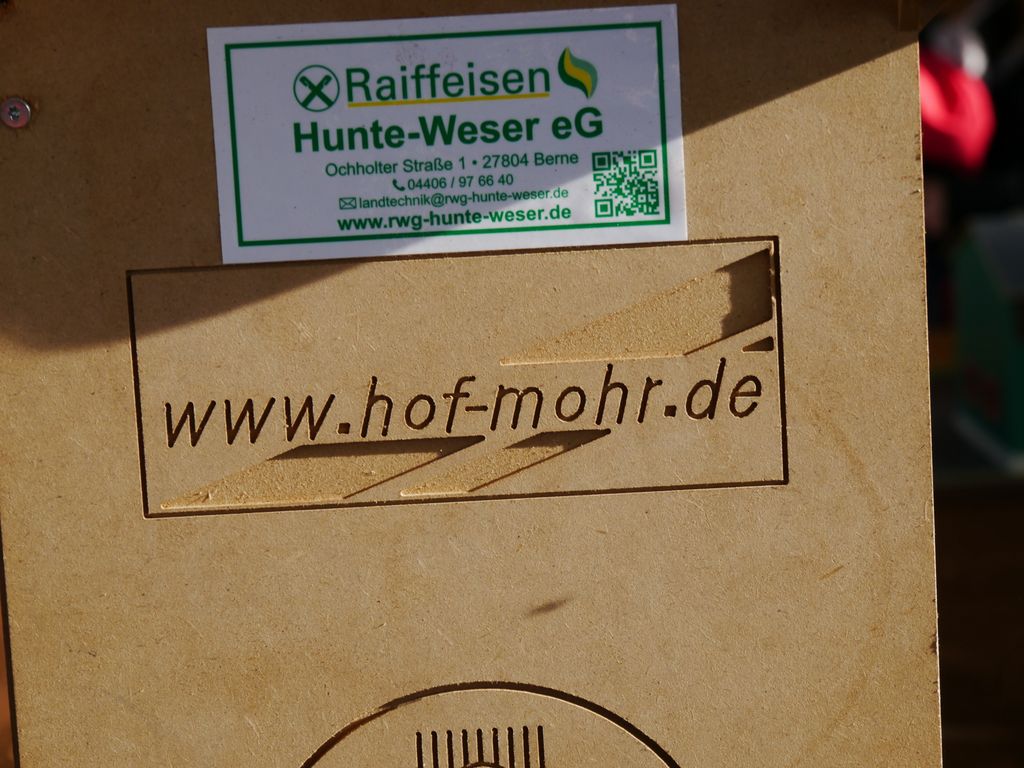 Raiffeisen
Hunte-Weser eG
Ochholter Straße 1 • 27804 Berne
04406 / 97 66 40
landtechnik@rwg-hunte-weser.de
www.rwg-hunte-weser.de
www.hof-mohr.de